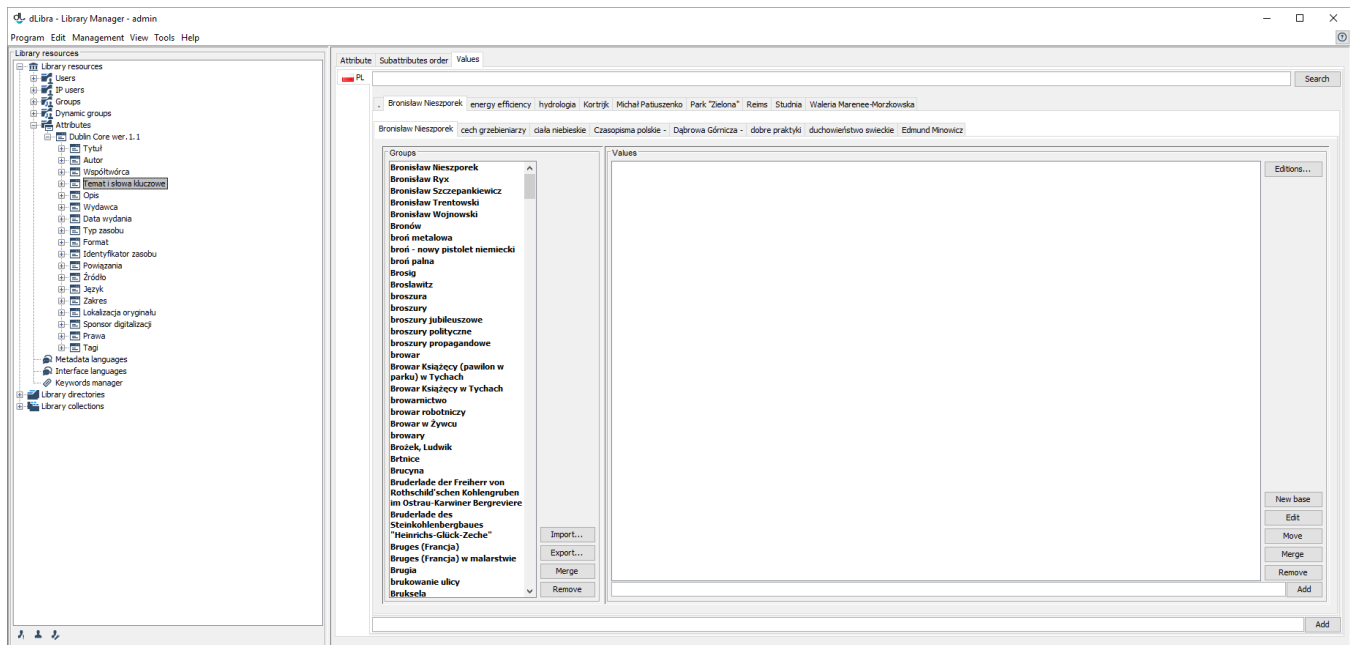 dLibra - Library Manager - admin
Program Edit Management View Tools Help
Library resources
Library resources
Users
IP users
Groups
Dynamic groups
Attributes
Dublin Core wer. 1.1
Tytuł
Autor
Współtwórca
Temat i słowa kluczowe
Opis
Wydawca
Data wydania
Typ zasobu
Format
Identyfikator zasobu
Powiązania
Źródło
Język
Zakres
Lokalizacja oryginału
Sponsor digitalizacji
Prawa
Tagi
Metadata languages
Interface languages
Keywords manager
Library directories
Library collections
Attribute Subattributes order Values
PL Search
. Bronisław Nieszporek energy efficiency hydrologia Kortrijk Michał Patiuszenko Park "Zielona" Reims Studnia Waleria Marenee-Morzkowska
Bronisław Nieszporek cech grzebieniarzy ciała niebieskie Czasopisma polskie - Dąbrowa Górnicza - dobre praktyki duchowieństwo swieckie Edmund Minowicz
Groups
Bronisław Nieszporek
Bronisław Ryx
Bronisław Szczepankiewicz
Bronisław Trentowski
Bronisław Wojnowski
Bronów
broń metalowa
broń - nowy pistolet niemiecki
broń palna
Brosig
Broslawitz
broszura
broszury
broszury jubileuszowe
broszury polityczne
broszury propagandowe
browar
Browar Książęcy (pawilon w
parku) w Tychach
Browar Książęcy w Tychach
browarnictwo
browar robotniczy
Browar w Żywcu
browary
Brożek, Ludwik
Brtnice
Brucyna
Bruderlade der Freiherr von
Rothschild'schen Kohlengruben
im Ostrau-Karwiner Bergreviere
Bruderlade des
Steinkohlenbergbaues
"Heinrichs-Glück-Zeche"
Bruges (Francja)
Bruges (Francja) w malarstwie
Brugia
brukowanie ulicy
Bruksela
Import...
Export...
Merge
Remove
Values
Editions...
New base
Edit
Move
Merge
Remove
Add
Add